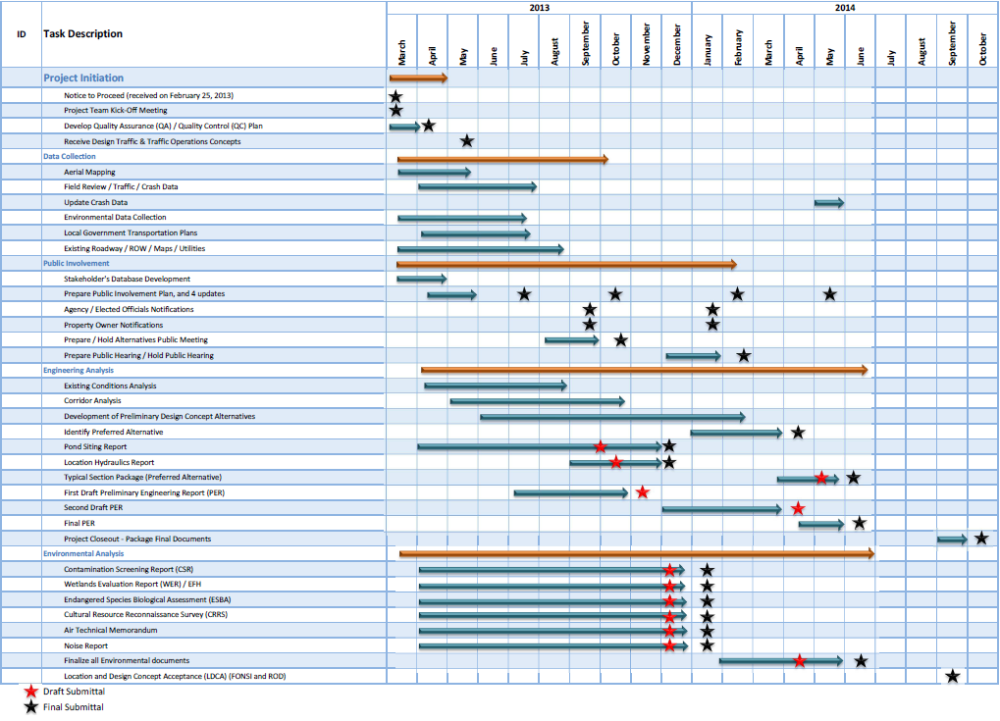 2013 2014
ID Task Description March April May June July August September October November December January February March April May June July August September October
Project Initiation
Notice to Proceed (received on February 25, 2013)
Project Team Kick-Off Meeting
Develop Quality Assurance (QA) / Quality Control (QC) Plan
Receive Design Traffic & Traffic Operations Concepts
Data Collection
Aerial Mapping
Field Review / Traffic / Crash Data
Update Crash Data
Environmental Data Collection
Local Government Transportation Plans
Existing Roadway / ROW / Maps / Utilities
Public Involvement
Stakeholder's Database Development
Prepare Public Involvement Plan, and 4 updates
Agency / Elected Officials Notifications
Property Owner Notifications
Prepare / Hold Alternatives Public Meeting
Prepare Public Hearing / Hold Public Hearing
Engineering Analysis
Existing Conditions Analysis
Corridor Analysis
Development of Preliminary Design Concept Alternatives
Identify Preferred Alternative
Pond Siting Report
Location Hydraulics Report
Typical Section Package (Preferred Alternative)
First Draft Preliminary Engineering Report (PER)
Second Draft PER
Final PER
Project Closeout - Package Final Documents
Environmental Analysis
Contamination Screening Report (CSR)
Wetlands Evaluation Report (WER) / EFH
Endangered Species Biological Assessment (ESBA)
Cultural Resource Reconnaissance Survey (CRRS)
Air Technical Memorandum
Noise Report
Finalize all Environmental documents
Location and Design Concept Acceptance (LDCA) (FONSI and ROD)
Draft Submittal
Final Submittal